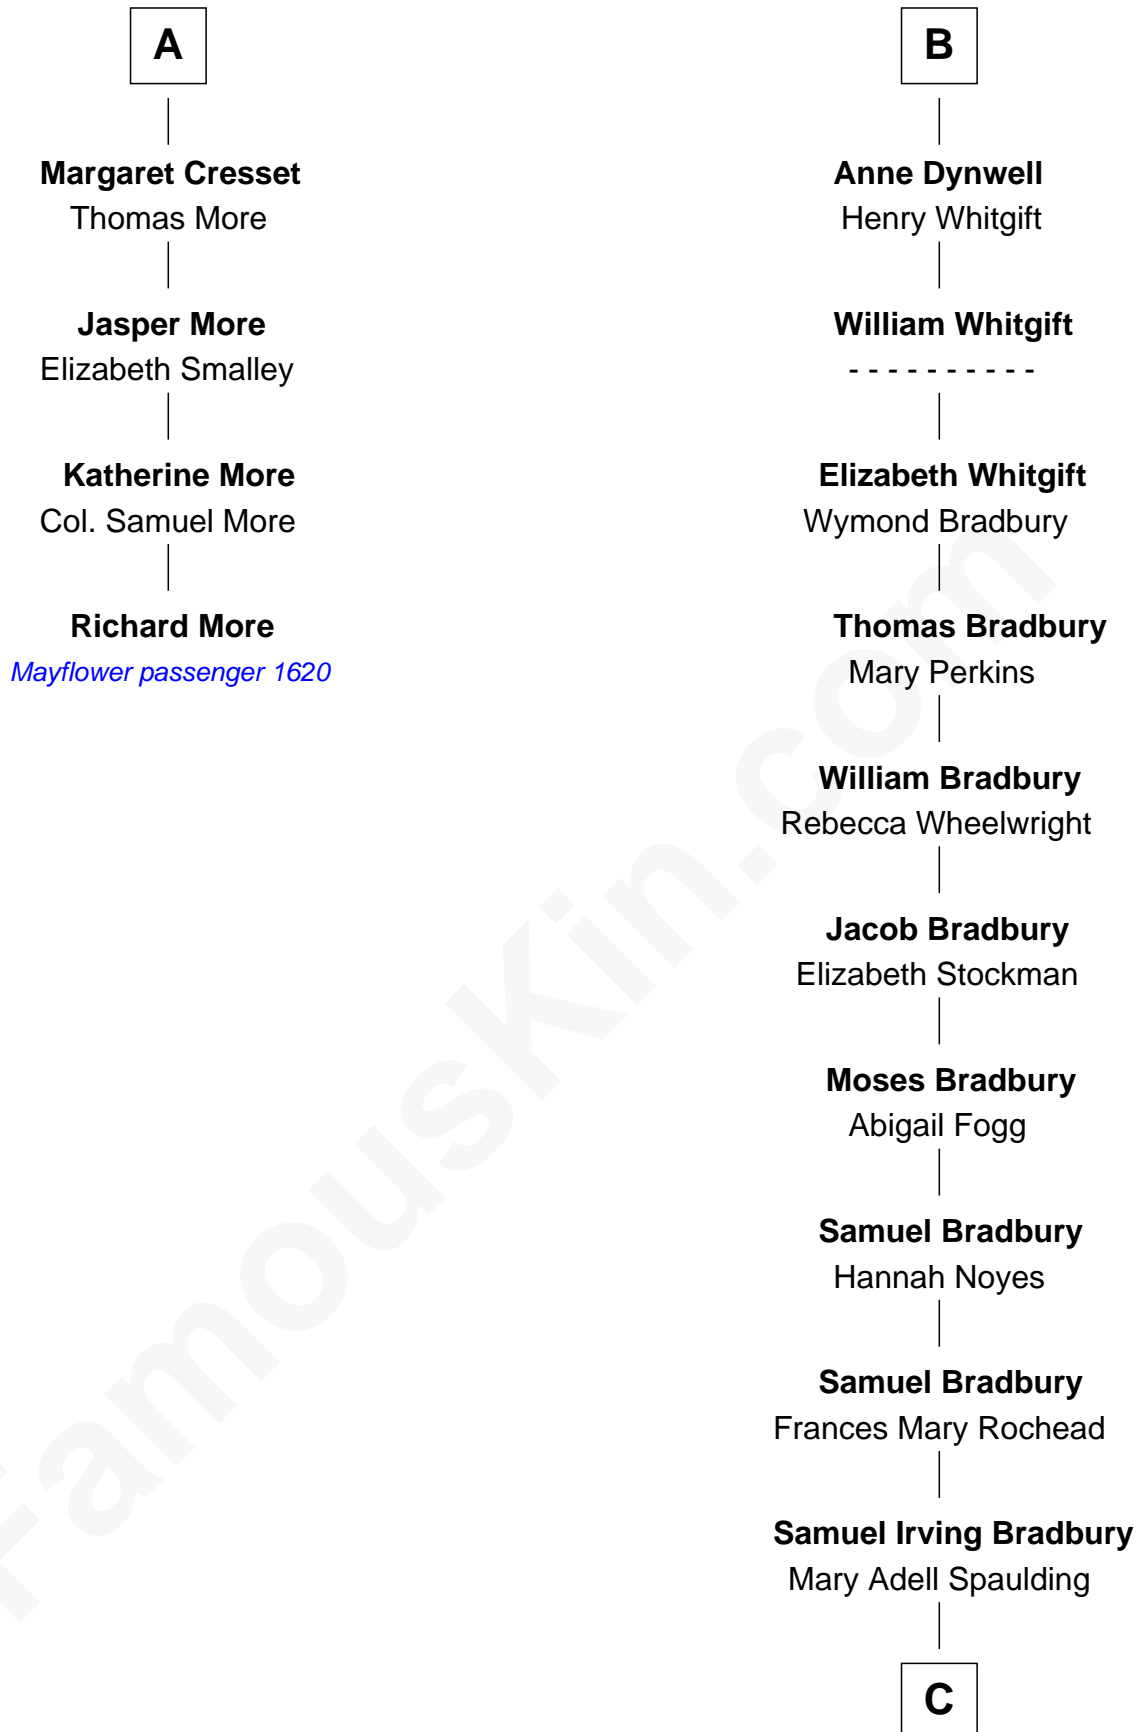 A
Margaret Cresset
Thomas More
Jasper More
Elizabeth Smalley
Katherine More
Col. Samuel More
Richard More
Mayflower passenger 1620
B
Anne Dynwell
Henry Whitgift
William Whitgift
- - - - - - - - - -
Elizabeth Whitgift
Wymond Bradbury
Thomas Bradbury
Mary Perkins
William Bradbury
Rebecca Wheelwright
Jacob Bradbury
Elizabeth Stockman
Moses Bradbury
Abigail Fogg
Samuel Bradbury
Hannah Noyes
Samuel Bradbury
Frances Mary Rochead
Samuel Irving Bradbury
Mary Adell Spaulding
C
FamousKin.com